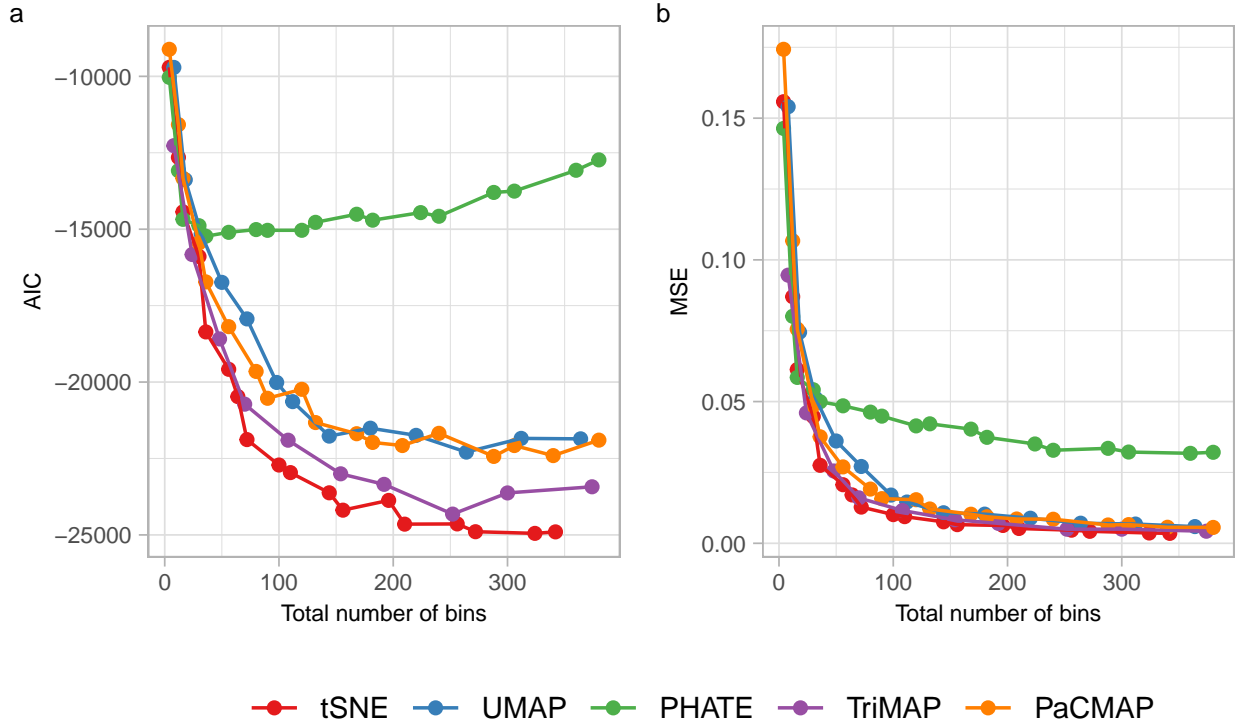 a
−10000
−15000
−20000
−25000
AIC
0 100 200 300
Total number of bins
b
0.15
0.10
0.05
0.00
MSE
0 100 200 300
Total number of bins
tSNE UMAP PHATE TriMAP PaCMAP